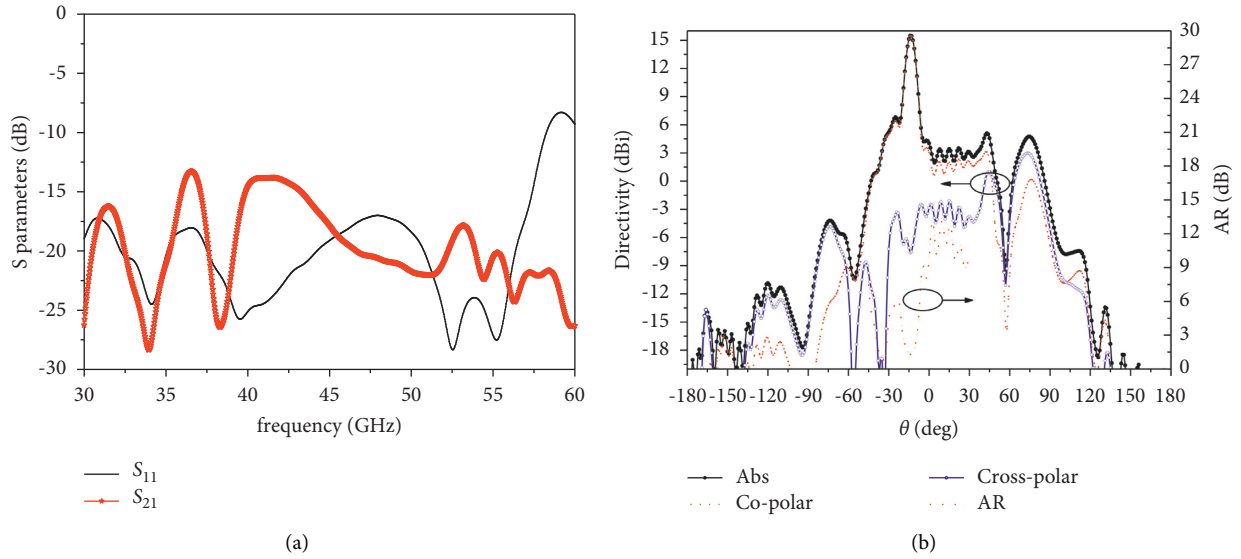 0
-5
-10
-15
-20
-25
-30
S parameters (dB)
30 35 40 45 50 55 60
frequency (GHz)
S11
S21
(a)
15
12
9
6
3
0
-3
-6
-9
-12
-15
-18
Directivity (dBi)
30
27
24
21
18
15
12
9
6
3
0
AR (dB)
-180 -150 -120 -90 -60 -30 0 30 60 90 120 150 180
θ (deg)
Abs
Co-polar
Cross-polar
AR
(b)